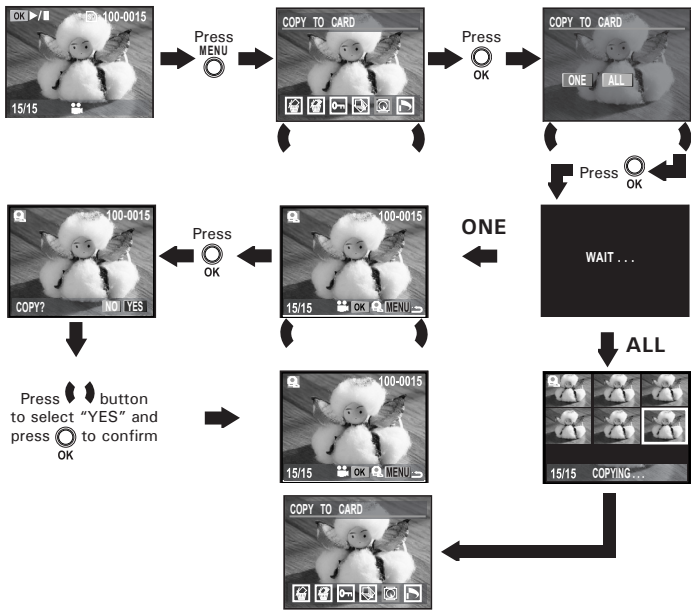 OK ▶/II 100-0015
15/15
Press
MENU
COPY TO CARD
Press
OK
COPY TO CARD
ONE ALL
Press
OK
WAIT . . .
ONE
100-0015
15/15 OK MENU
Press
OK
100-0015
COPY? NO YES
Press button
to select “YES” and
press to confirm
OK
100-0015
15/15 OK MENU
ALL
15/15 COPYING . . .
COPY TO CARD